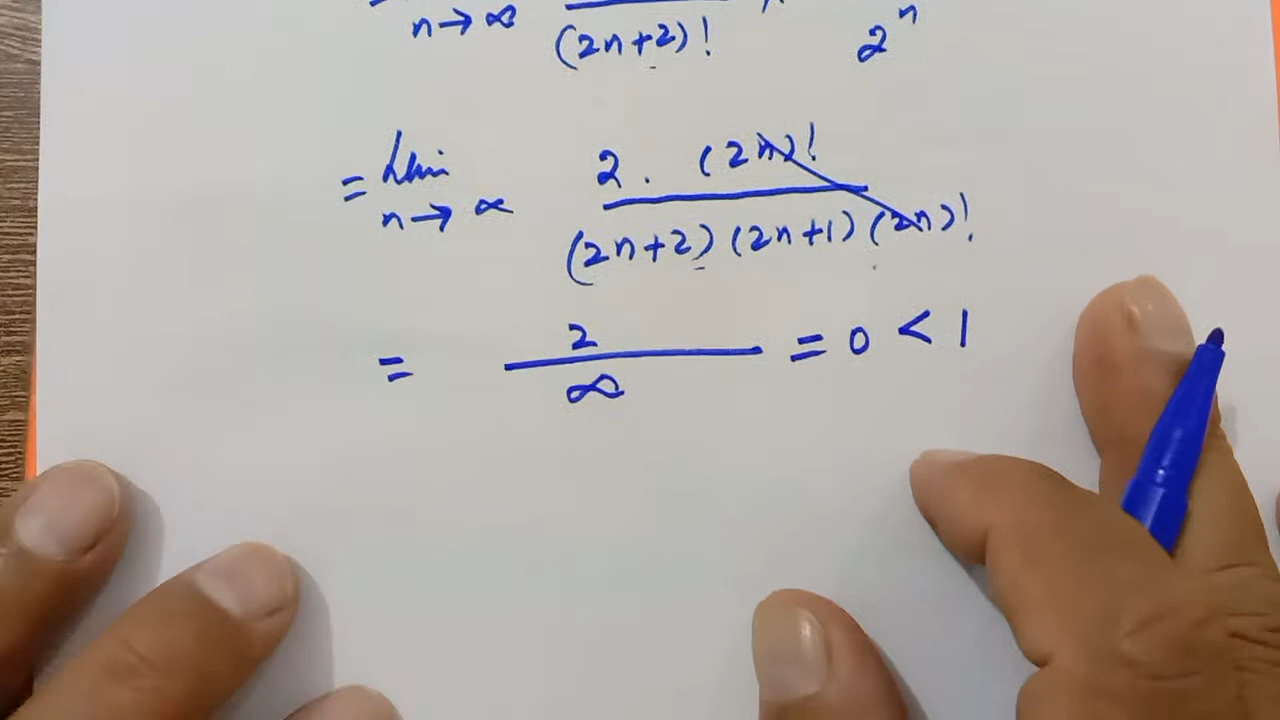 n→∞ (2n+2)! 2^n
= Lim 2. (2n)!
n→∞ (2n+2)(2n+1)(2n)!
= 2/∞ = 0 < 1